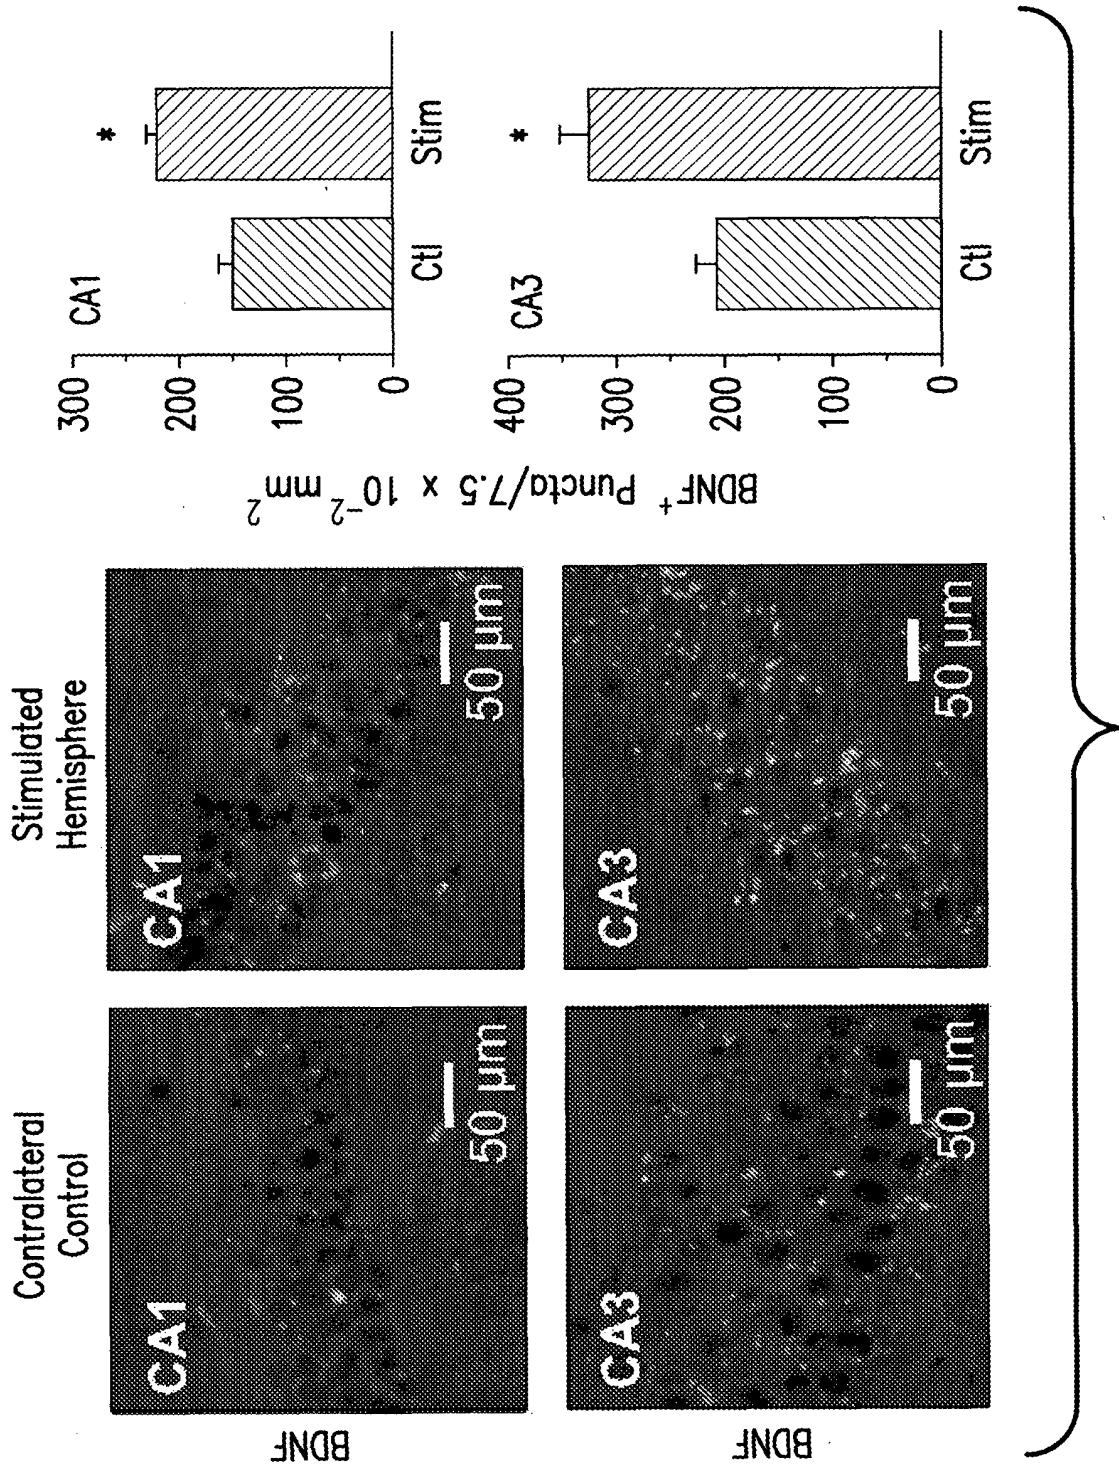 Contralateral
Control
Stimulated
Hemisphere
BDNF
CA1
50 µm
CA1
50 µm
BDNF⁺ Puncta/7.5 x 10⁻² mm²
300
200
100
0
CA1
*
Ctl
Stim
BDNF
CA3
50 µm
CA3
50 µm
400
300
200
100
0
CA3
*
Ctl
Stim